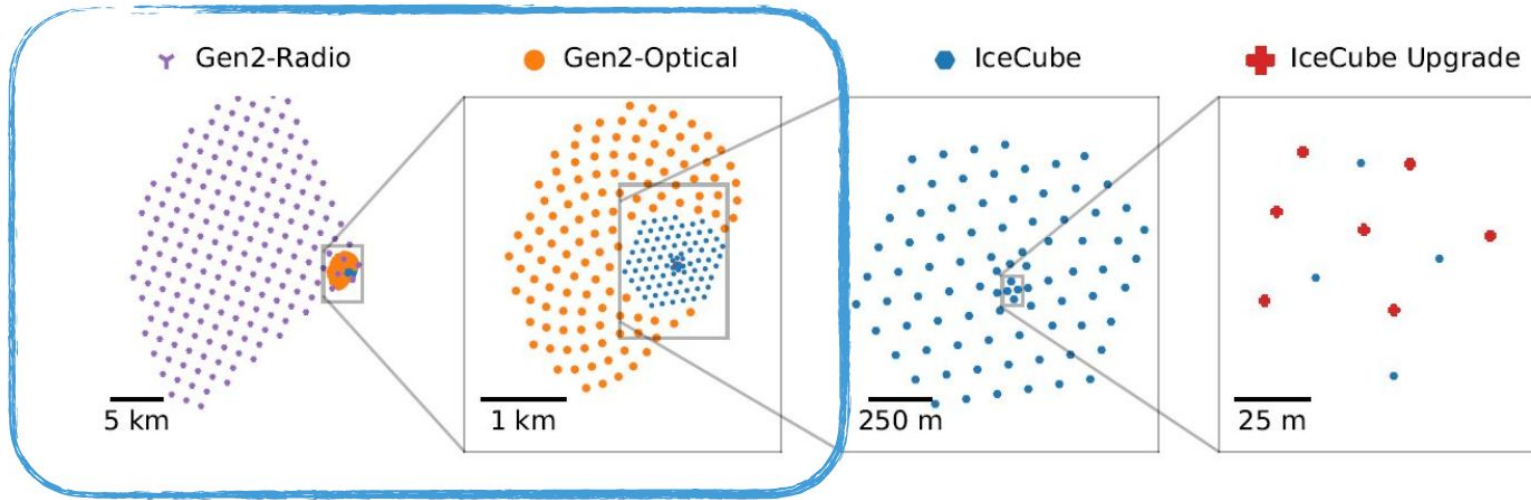 Gen2-Radio
Gen2-Optical
IceCube
IceCube Upgrade
5 km
1 km
250 m
25 m